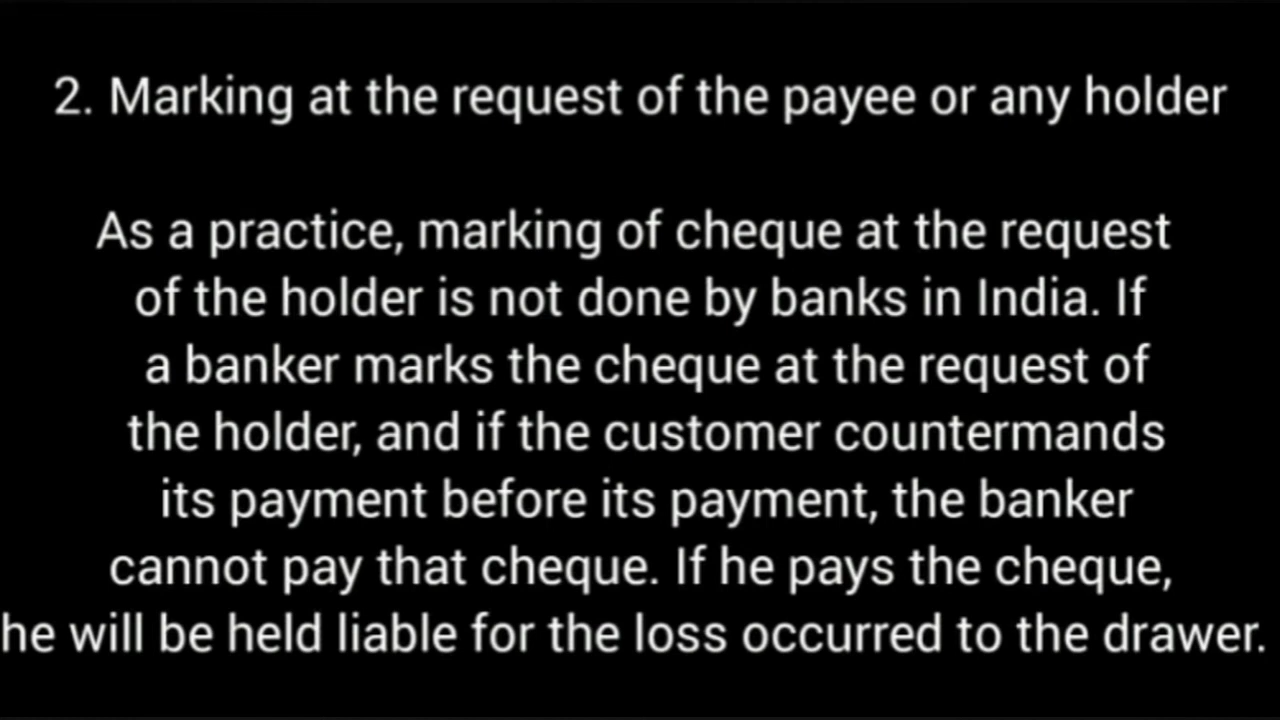 2. Marking at the request of the payee or any holder
As a practice, marking of cheque at the request
of the holder is not done by banks in India. If
a banker marks the cheque at the request of
the holder, and if the customer countermands
its payment before its payment, the banker
cannot pay that cheque. If he pays the cheque,
he will be held liable for the loss occurred to the drawer.